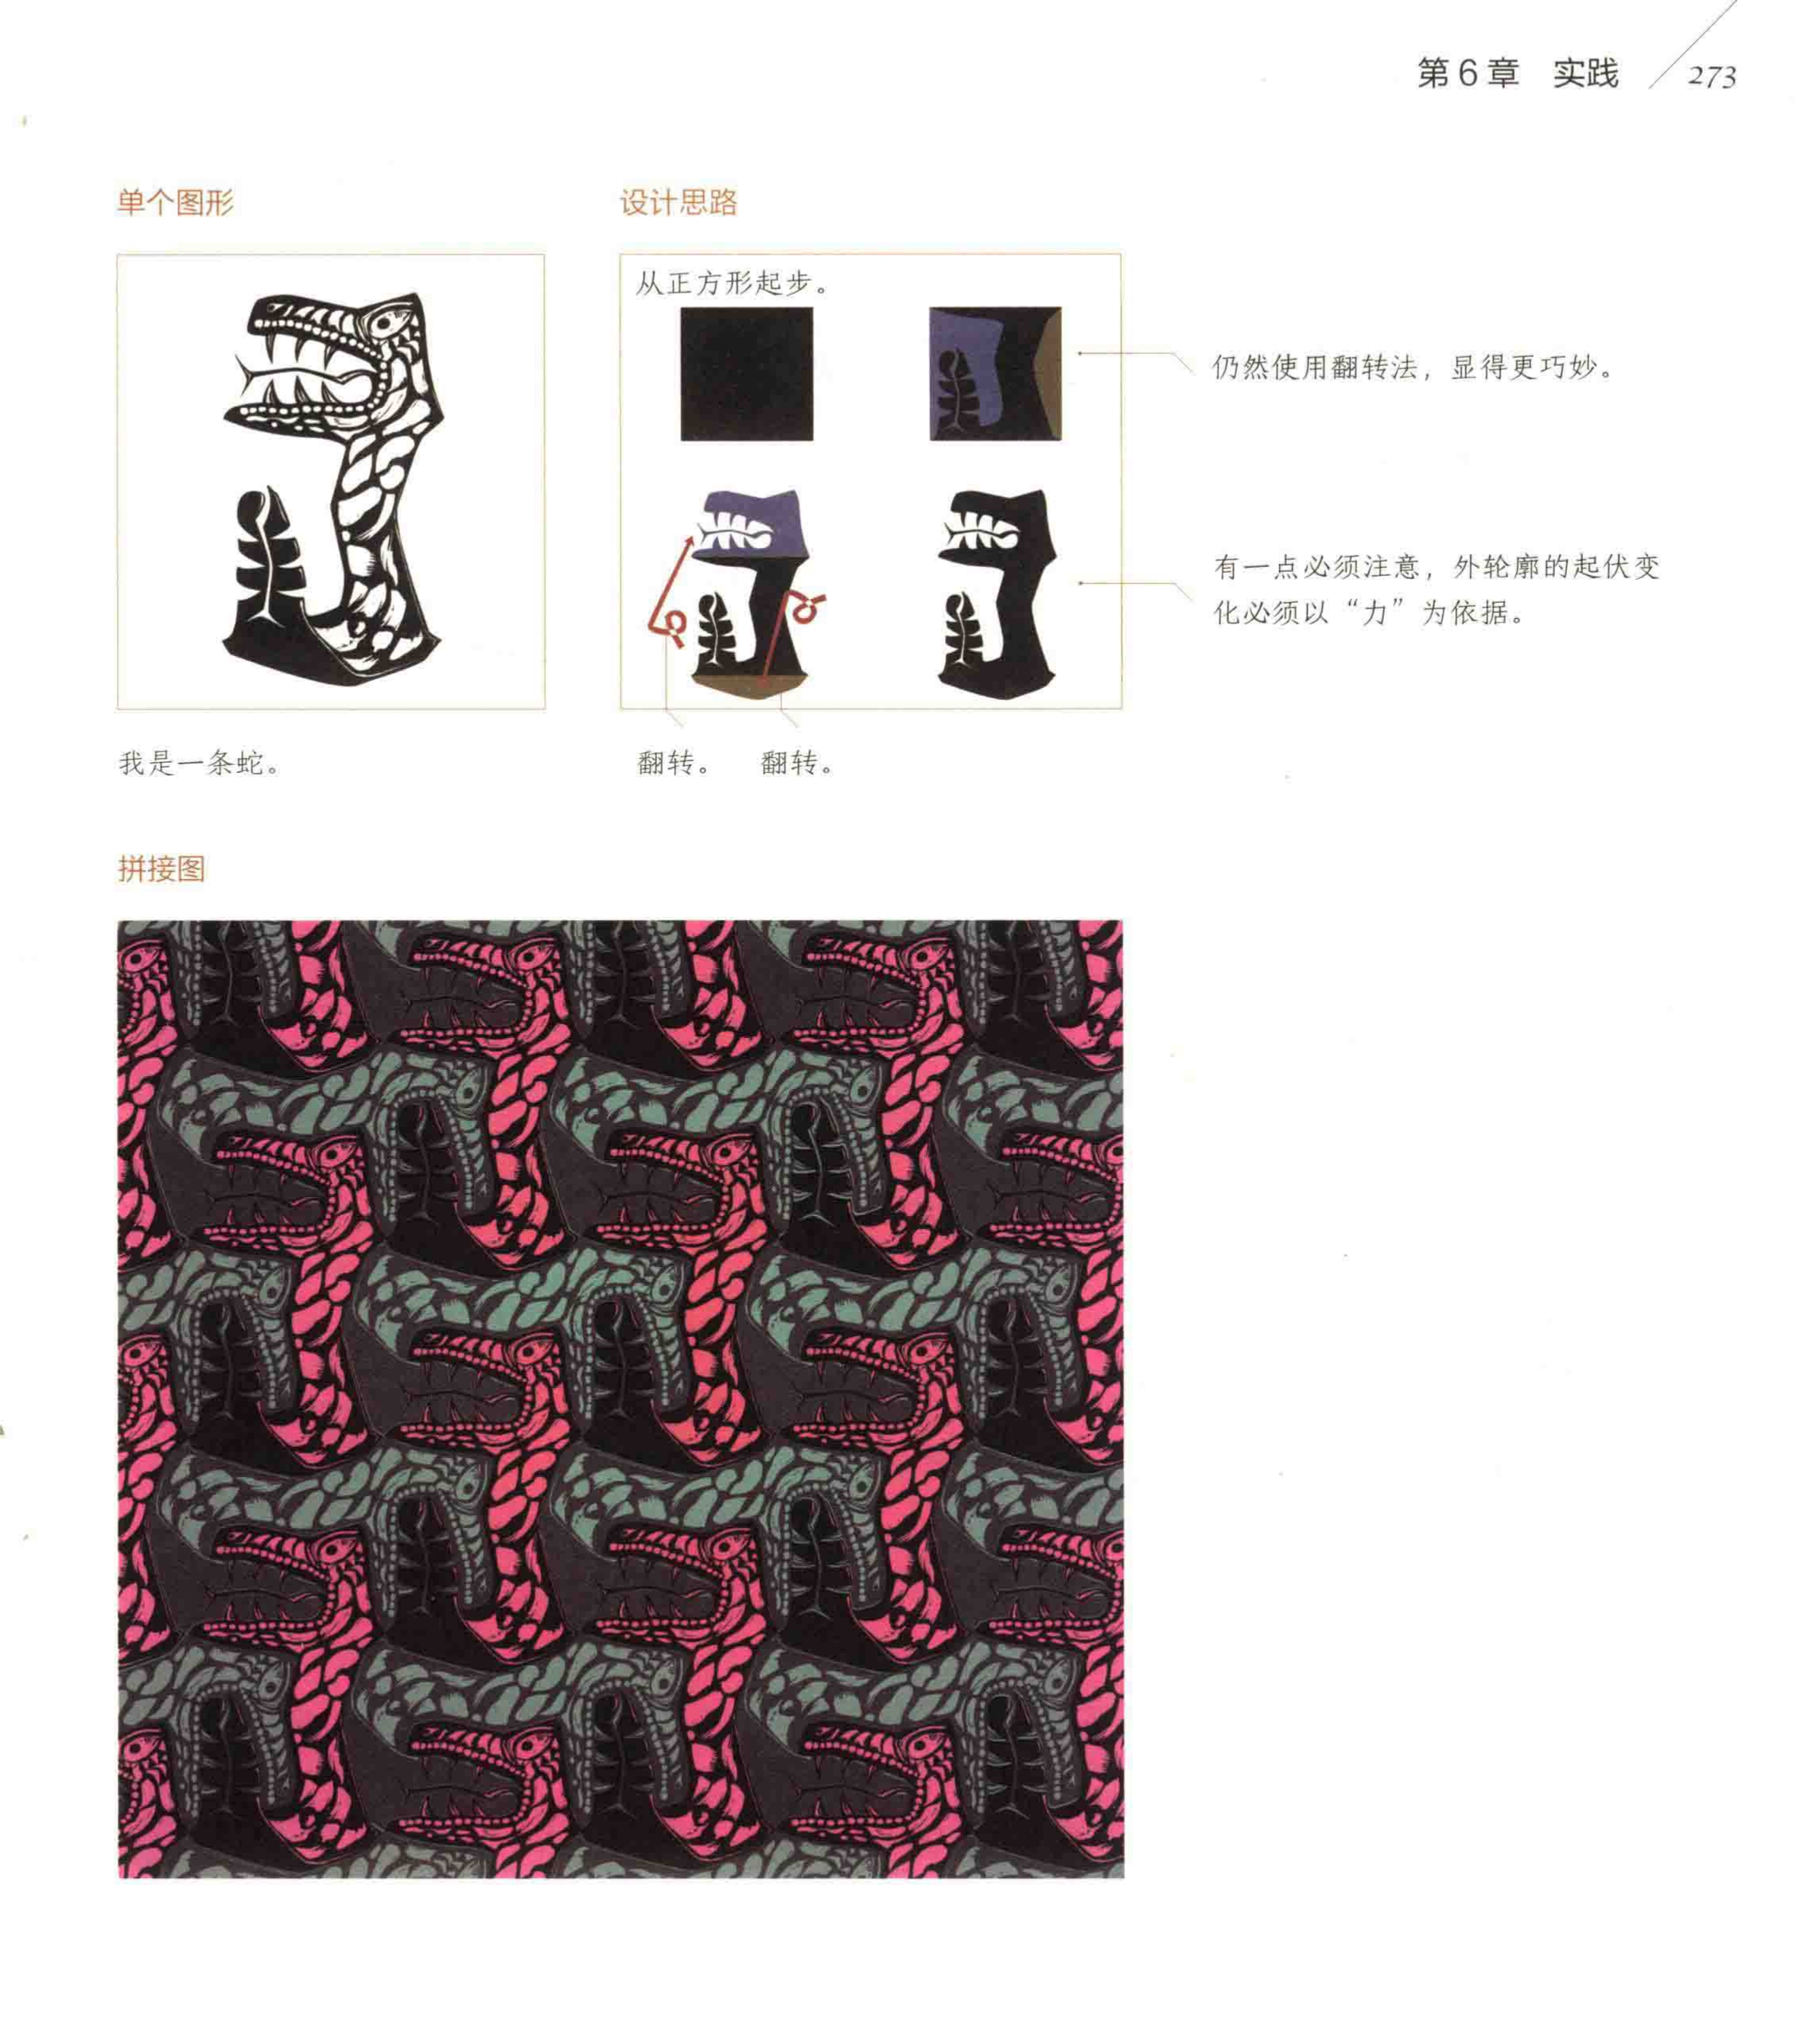 第6章 实践 273
单个图形
设计思路
从正方形起步。
仍然使用翻转法，显得更巧妙。
有一点必须注意，外轮廓的起伏变
化必须以“力”为依据。
我是一条蛇。
翻转。 翻转。
拼接图